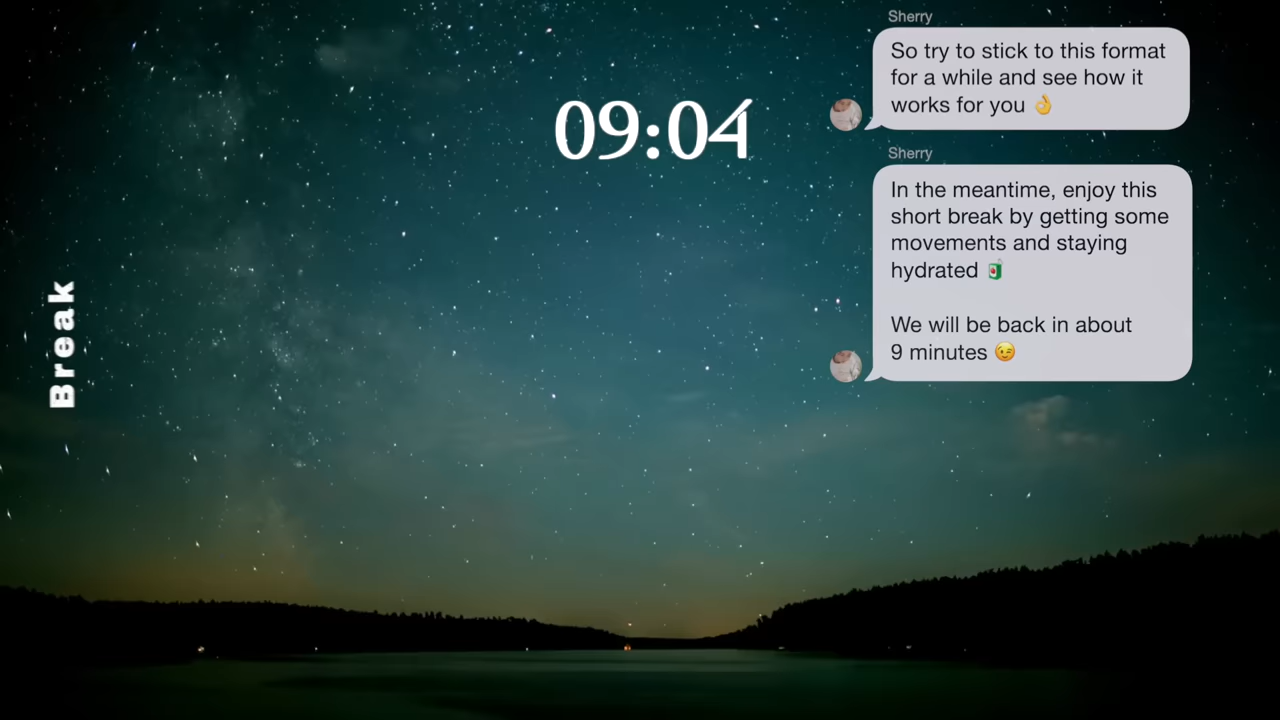 Break
09:04
Sherry
So try to stick to this format
for a while and see how it
works for you 👌
Sherry
In the meantime, enjoy this
short break by getting some
movements and staying
hydrated 🧃
We will be back in about
9 minutes 😉